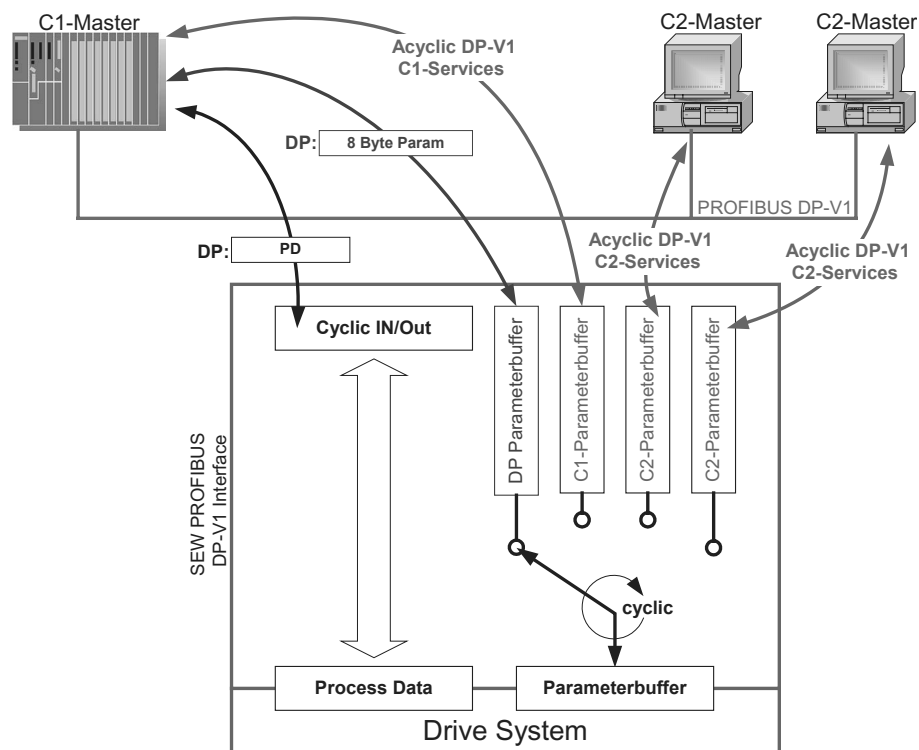 C1-Master
C2-Master
C2-Master
Acyclic DP-V1
C1-Services
DP:
8 Byte Param
PROFIBUS DP-V1
DP:
PD
Acyclic DP-V1
C2-Services
Acyclic DP-V1
C2-Services
Cyclic IN/Out
DP Parameterbuffer
C1-Parameterbuffer
C2-Parameterbuffer
C2-Parameterbuffer
SEW PROFIBUS
DP-V1 Interface
cyclic
Process Data
Parameterbuffer
Drive System